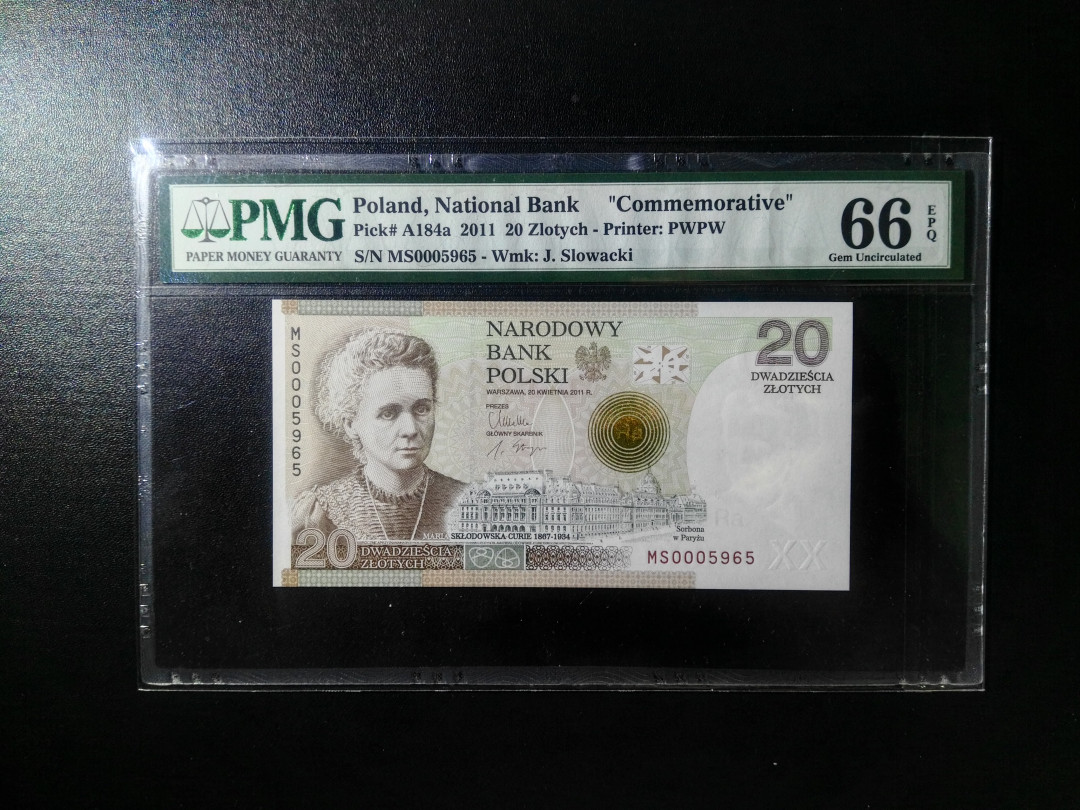 PMG
PAPER MONEY GUARANTY
Poland, National Bank "Commemorative"
Pick# A184a 2011 20 Zlotych - Printer: PWPW
S/N MS0005965 - Wmk: J. Slowacki
66
EPQ
Gem Uncirculated
MS0005965
NARODOWY
BANK
POLSKI
WARSZAWA, 20 KWIETNIA 2011 R.
PREZES
GŁÓWNY SKARBNIK
20
DWADZIEŚCIA
ZŁOTYCH
Ra
Sorbona
w Paryżu
MARIA SKŁODOWSKA-CURIE 1867-1934
20 DWADZIEŚCIA
ZŁOTYCH
MS0005965
XX